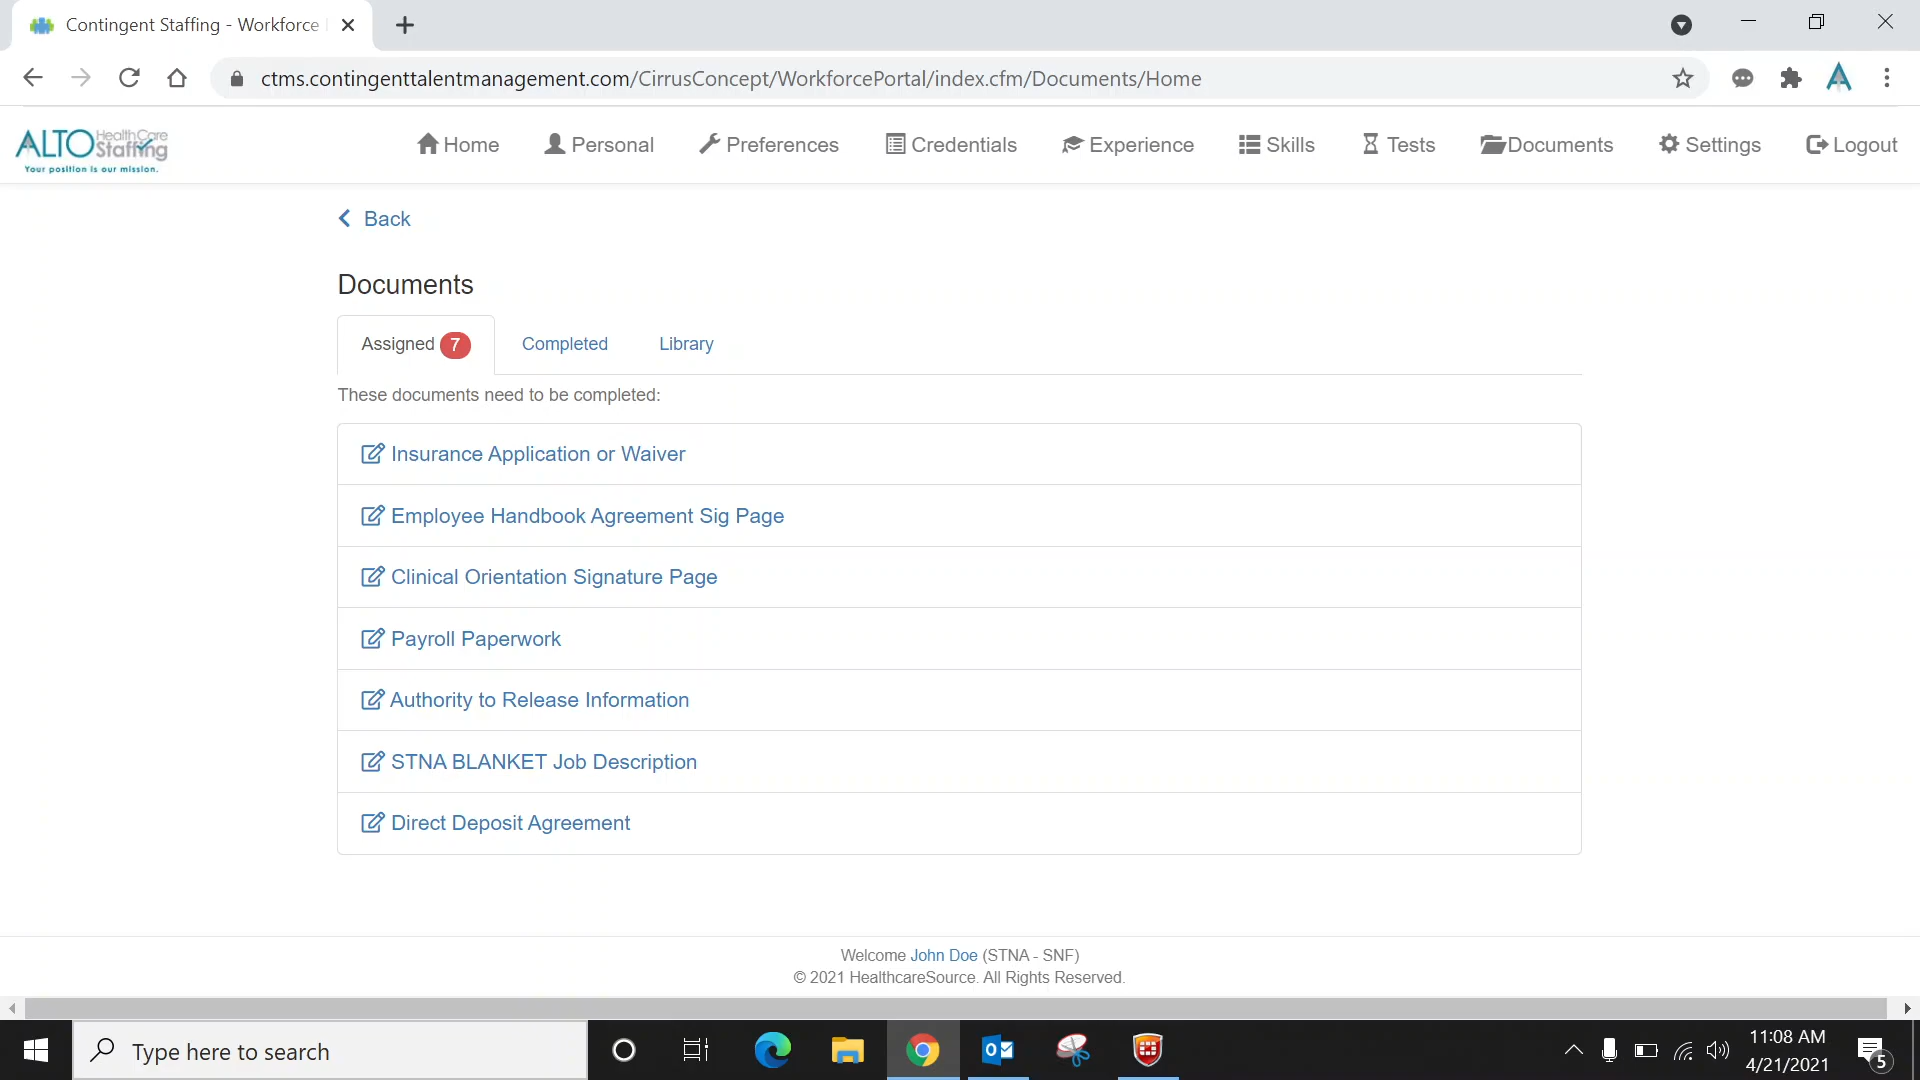 Contingent Staffing - Workforce
ctms.contingenttalentmanagement.com/CirrusConcept/WorkforcePortal/index.cfm/Documents/Home
ALTO HealthCare Staffing
Your position is our mission.
Home Personal Preferences Credentials Experience Skills Tests Documents Settings Logout
Back
Documents
Assigned 7 Completed Library
These documents need to be completed:
Insurance Application or Waiver
Employee Handbook Agreement Sig Page
Clinical Orientation Signature Page
Payroll Paperwork
Authority to Release Information
STNA BLANKET Job Description
Direct Deposit Agreement
Welcome John Doe (STNA - SNF)
© 2021 HealthcareSource. All Rights Reserved.
Type here to search
11:08 AM
4/21/2021
5